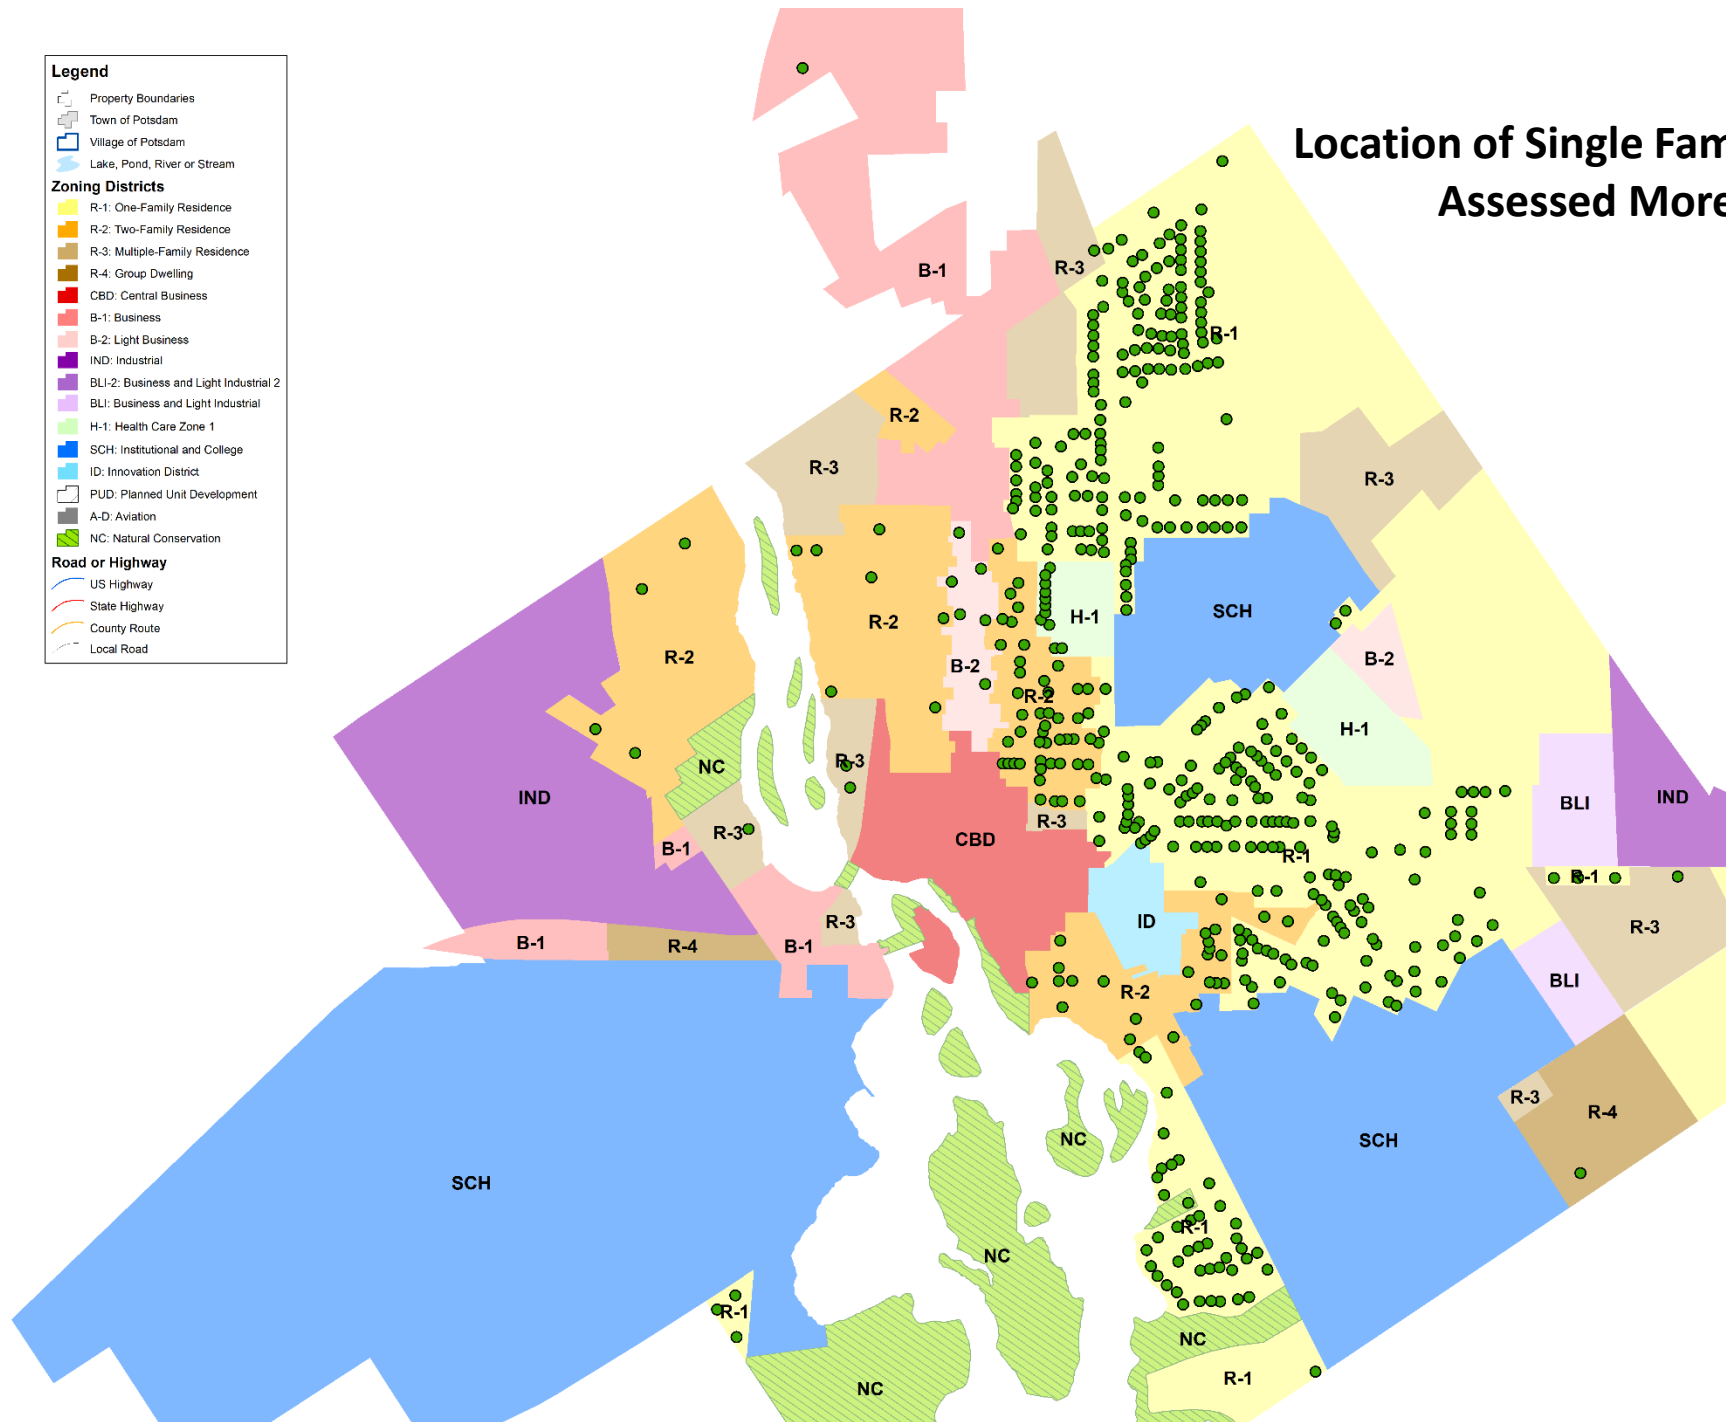 Location of Single Fam
Assessed More
Legend
Property Boundaries
Town of Potsdam
Village of Potsdam
Lake, Pond, River or Stream
Zoning Districts
R-1: One-Family Residence
R-2: Two-Family Residence
R-3: Multiple-Family Residence
R-4: Group Dwelling
CBD: Central Business
B-1: Business
B-2: Light Business
IND: Industrial
BLI-2: Business and Light Industrial 2
BLI: Business and Light Industrial
H-1: Health Care Zone 1
SCH: Institutional and College
ID: Innovation District
PUD: Planned Unit Development
A-D: Aviation
NC: Natural Conservation
Road or Highway
US Highway
State Highway
County Route
Local Road
B-1
R-3
R-1
R-2
R-3
R-3
H-1
SCH
R-2
R-2
B-2
B-2
R-2
H-1
NC
R-3
IND
BLI
IND
R-3
R-3
B-1
CBD
R-1
R-1
R-3
ID
R-3
B-1
R-4
B-1
BLI
R-2
R-3
R-4
NC
SCH
SCH
R-1
NC
R-1
NC
R-1
NC